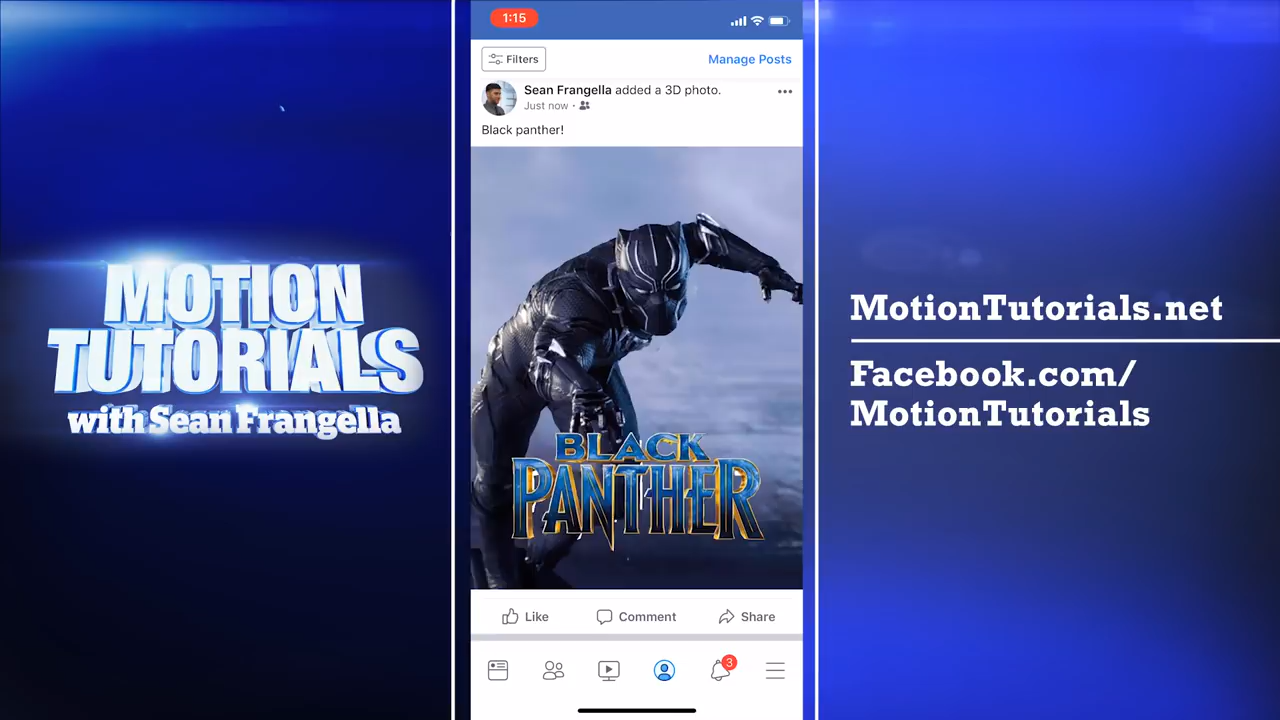 MOTION
TUTORIALS
with Sean Frangella
1:15
Filters
Manage Posts
Sean Frangella added a 3D photo.
Just now ·
Black panther!
BLACK
PANTHER
Like
Comment
Share
3
MotionTutorials.net
Facebook.com/
MotionTutorials